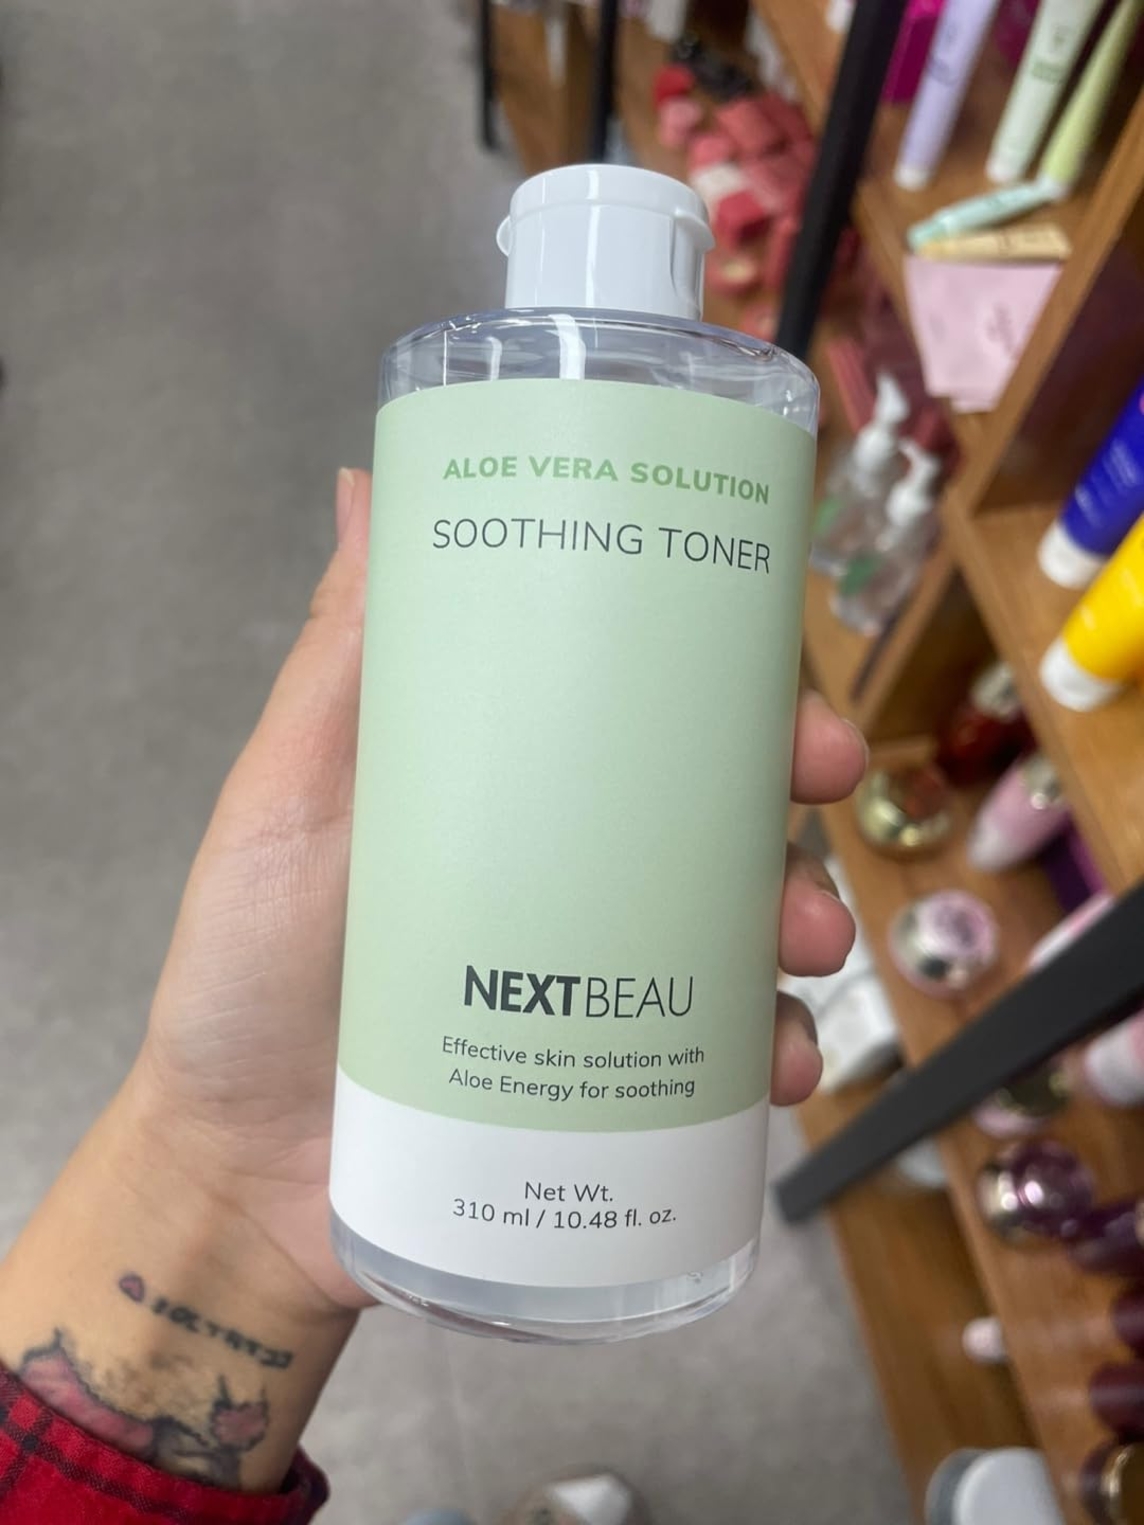 ALOE VERA SOLUTION
SOOTHING TONER
NEXTBEAU
Effective skin solution with
Aloe Energy for soothing
Net Wt.
310 ml / 10.48 fl. oz.